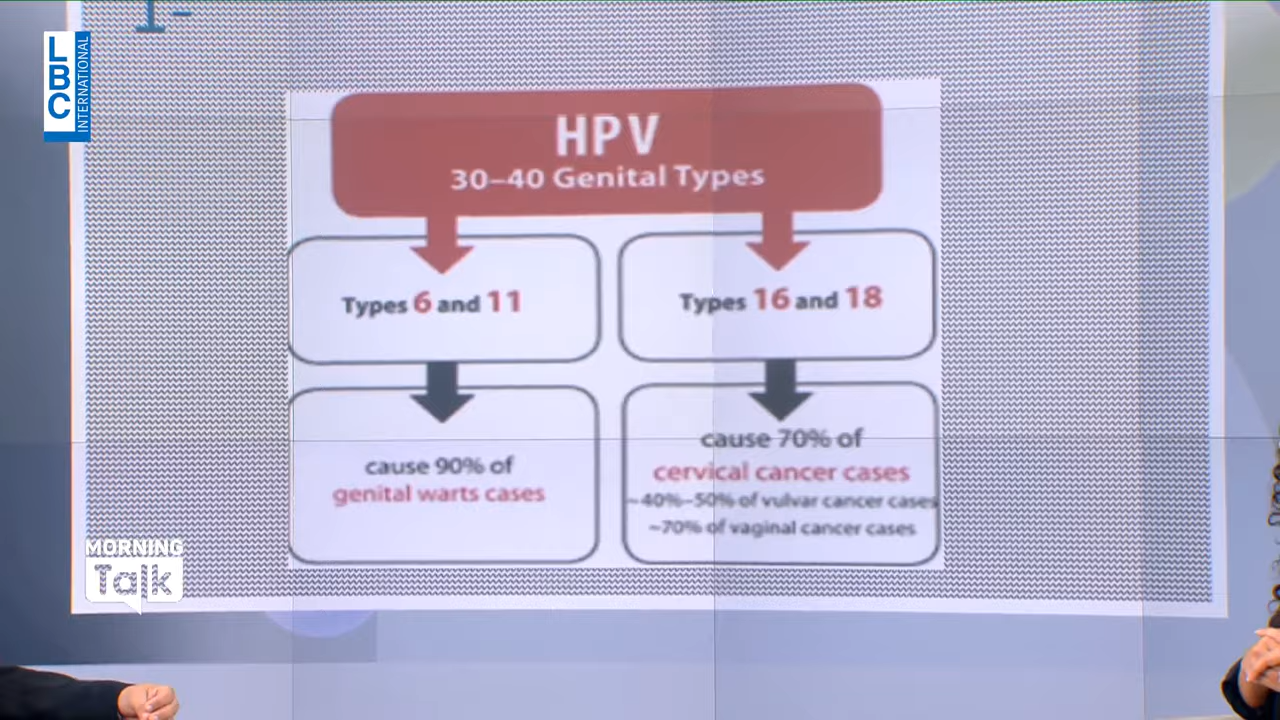 LBC
INTERNATIONAL
HPV
30–40 Genital Types
Types 6 and 11
Types 16 and 18
cause 90% of
genital warts cases
cause 70% of
cervical cancer cases
~40%–50% of vulvar cancer cases
~70% of vaginal cancer cases
MORNING
Talk